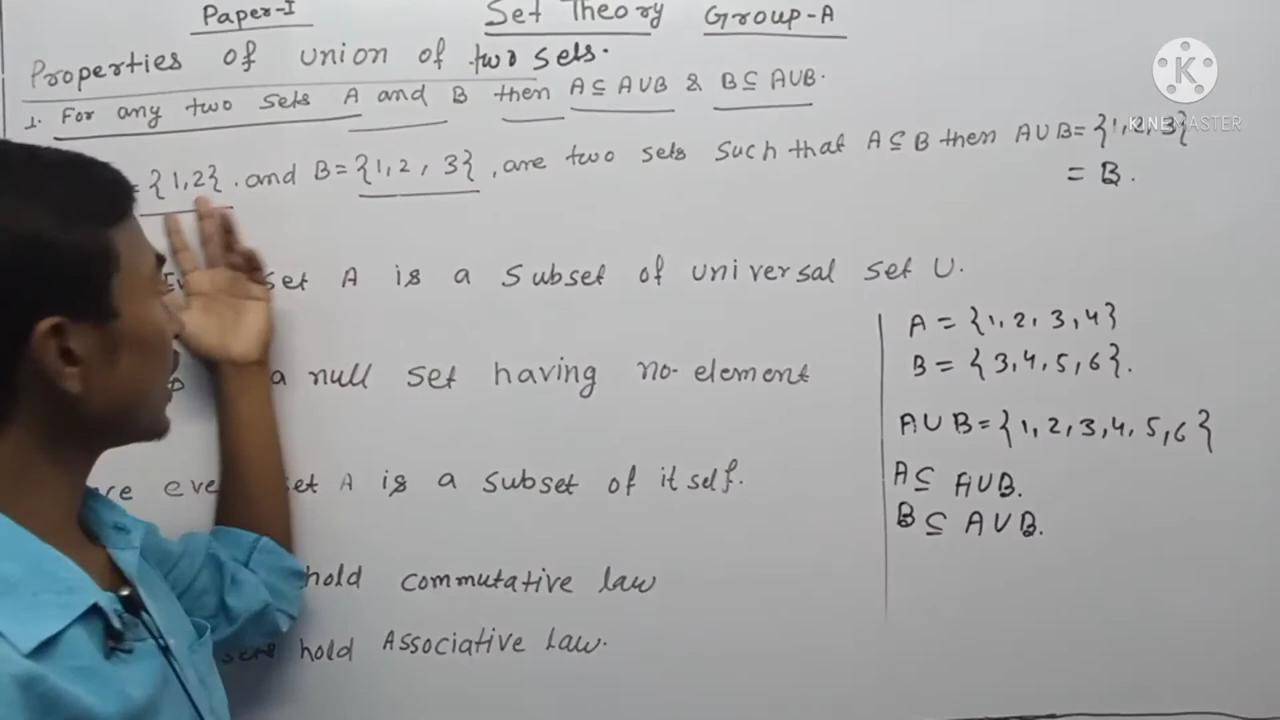 Paper-I Set Theory Group-A
Properties of union of two sets.
1. For any two sets A and B then A ⊆ A∪B & B ⊆ A∪B.
= {1,2} . and B = {1,2, 3}, are two sets such that A ⊆ B then A∪B = {1,2,3}
= B.
set A is a subset of universal set U.
a null set having no-element
set A is a subset of itself.
hold commutative law
hold Associative Law.
A = {1, 2, 3, 4}
B = {3, 4, 5, 6}.
A∪B = {1, 2, 3, 4, 5, 6}
A ⊆ A∪B.
B ⊆ A∪B.
K
KINEMASTER